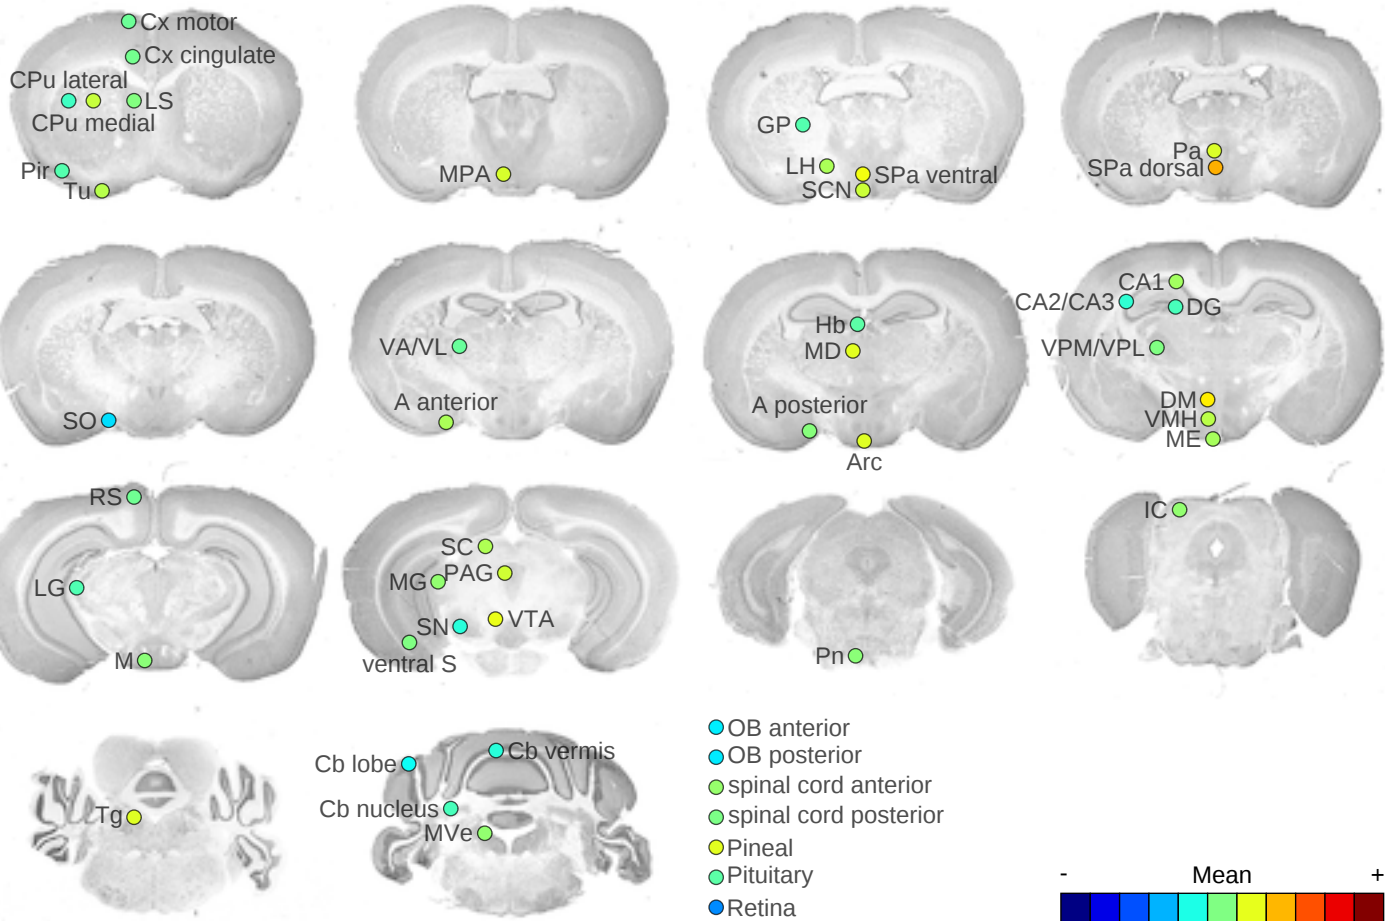 Cx motor
Cx cingulate
CPu lateral
LS
CPu medial
Pir
Tu
MPA
GP
LH
SPa ventral
SCN
Pa
SPa dorsal
SO
VA/VL
A anterior
Hb
MD
A posterior
Arc
CA1
CA2/CA3
DG
VPM/VPL
DM
VMH
ME
RS
LG
M
SC
MG
PAG
SN
VTA
ventral S
Pn
IC
Tg
Cb lobe
Cb vermis
Cb nucleus
MVe
OB anterior
OB posterior
spinal cord anterior
spinal cord posterior
Pineal
Pituitary
Retina
- Mean +